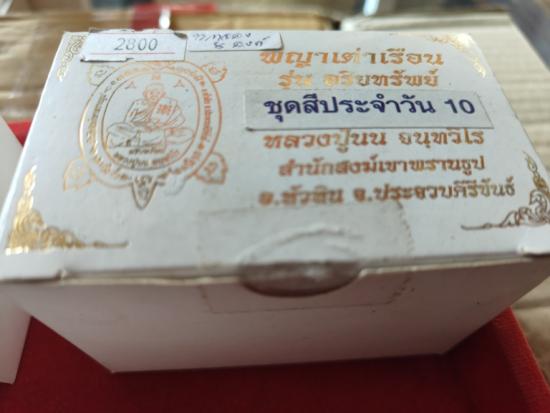 2800
พญาเต่าเรือน
รุ่น อริยทรัพย์
ชุดสีประจำวัน 10
หลวงปู่นน จนฺทวิโร
สำนักสงฆ์เขาพรานธูป
อ.หัวหิน จ.ประจวบคีรีขันธ์